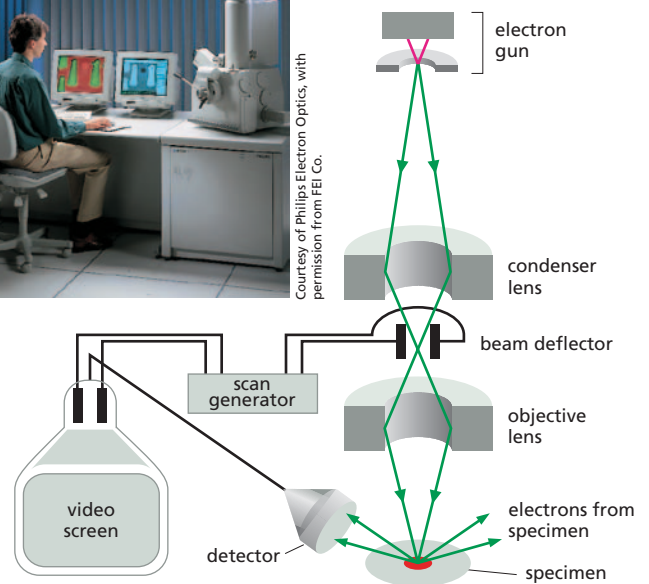 Courtesy of Philips Electron Optics, with
permission from FEI Co.
electron
gun
condenser
lens
beam deflector
scan
generator
objective
lens
video
screen
electrons from
specimen
detector
specimen